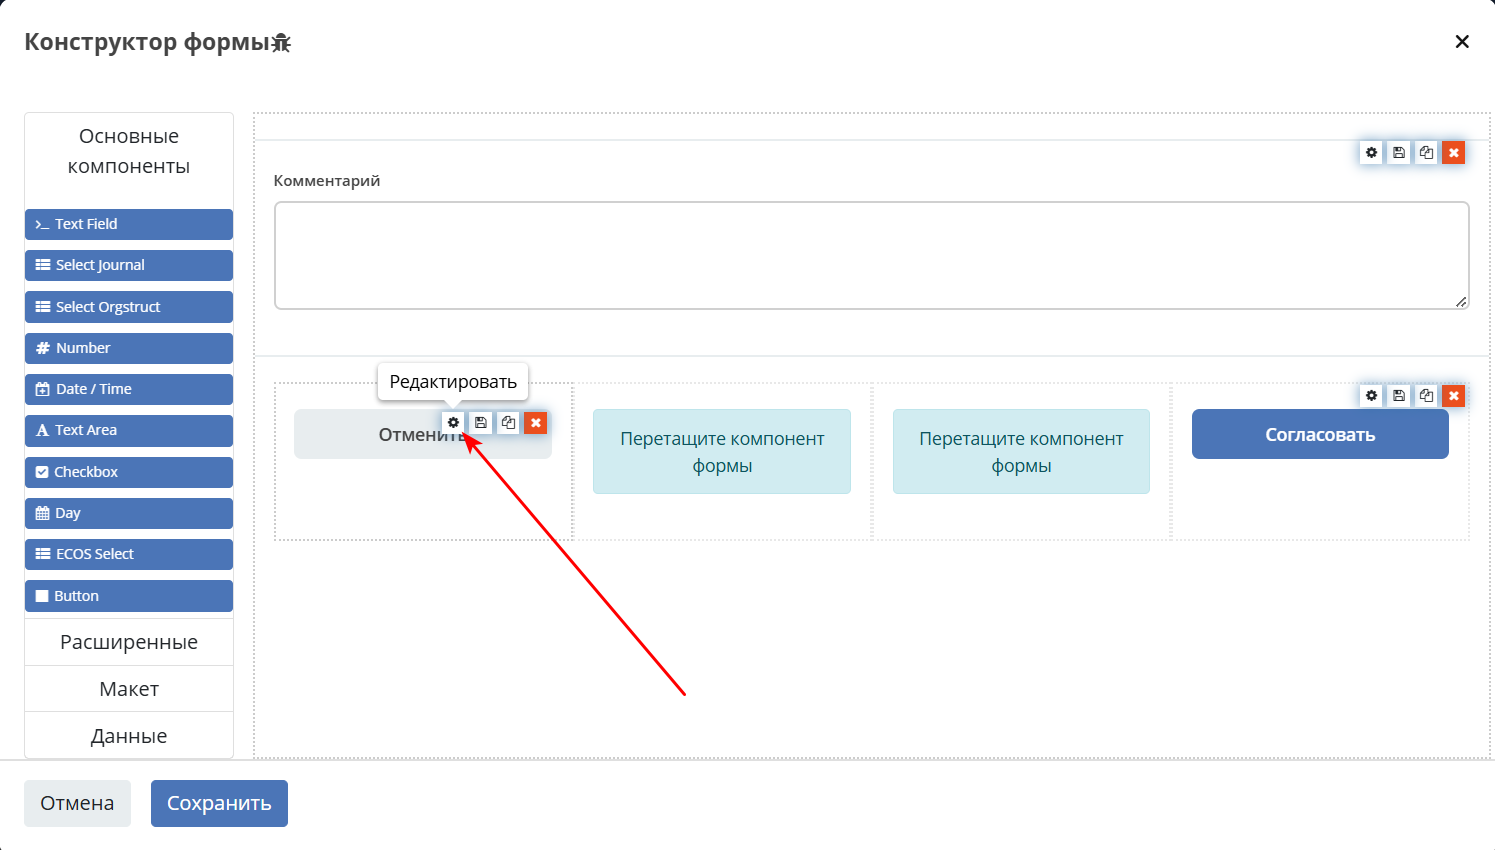 Конструктор формы
Основные
компоненты
Text Field
Select Journal
Select Orgstruct
Number
Date / Time
Text Area
Checkbox
Day
ECOS Select
Button
Расширенные
Макет
Данные
Комментарий
Редактировать
Отменить
Перетащите компонент
формы
Перетащите компонент
формы
Согласовать
Отмена
Сохранить